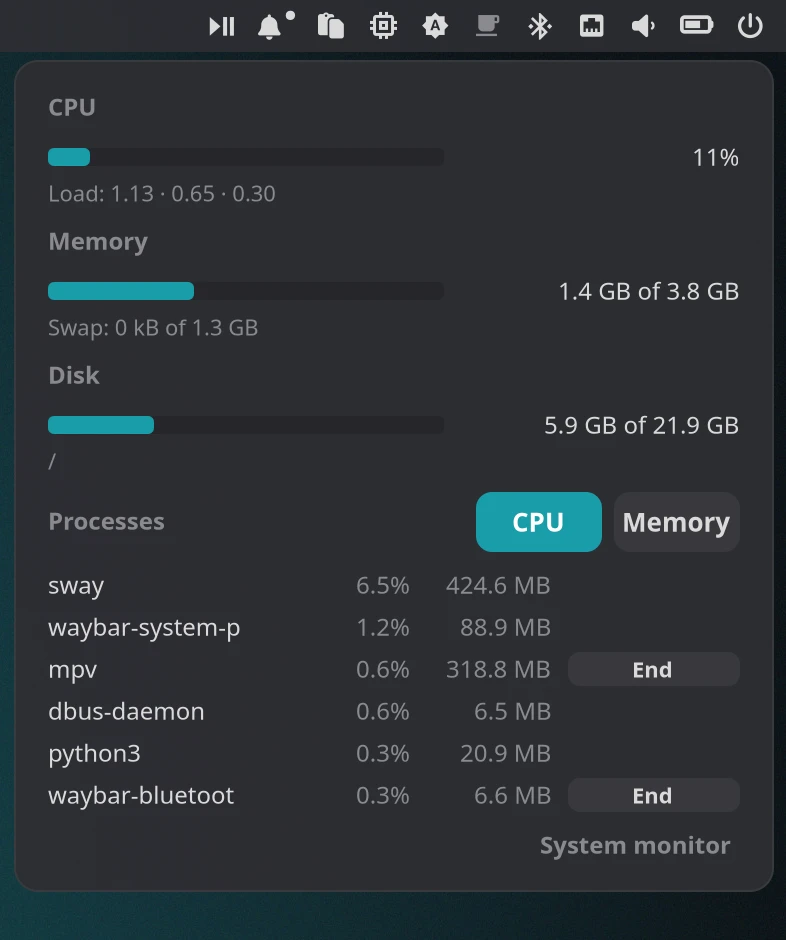 A
CPU
11%
Load: 1.13 · 0.65 · 0.30
Memory
1.4 GB of 3.8 GB
Swap: 0 kB of 1.3 GB
Disk
5.9 GB of 21.9 GB
/
Processes CPU Memory
sway 6.5% 424.6 MB
waybar-system-p 1.2% 88.9 MB
mpv 0.6% 318.8 MB End
dbus-daemon 0.6% 6.5 MB
python3 0.3% 20.9 MB
waybar-bluetoot 0.3% 6.6 MB End
System monitor